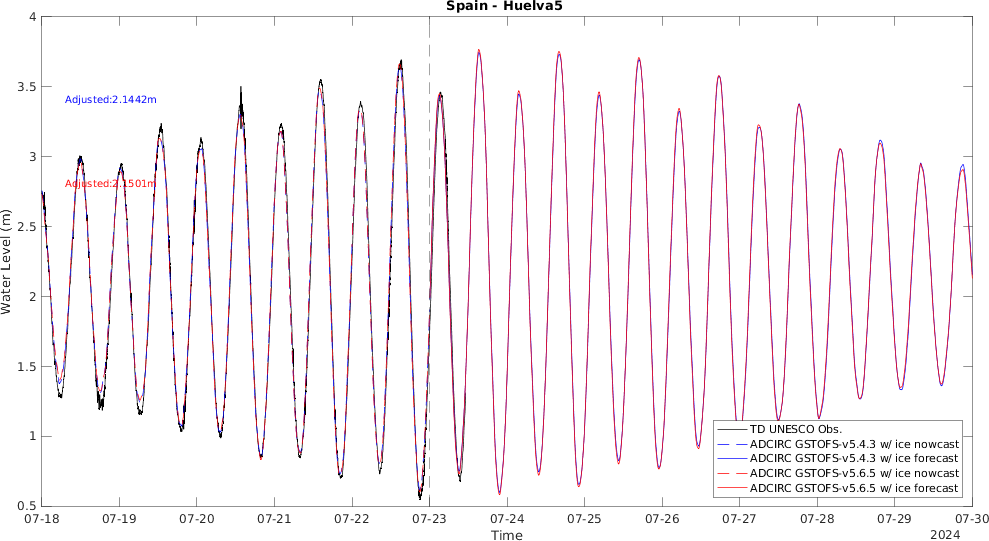 Spain - Huelva5
4
3.5
3
2.5
2
1.5
1
0.5
Water Level (m)
Adjusted:2.1442m
Adjusted:2.1501m
TD UNESCO Obs.
ADCIRC GSTOFS-v5.4.3 w/ ice nowcast
ADCIRC GSTOFS-v5.4.3 w/ ice forecast
ADCIRC GSTOFS-v5.6.5 w/ ice nowcast
ADCIRC GSTOFS-v5.6.5 w/ ice forecast
07-18 07-19 07-20 07-21 07-22 07-23 07-24 07-25 07-26 07-27 07-28 07-29 07-30
Time
2024